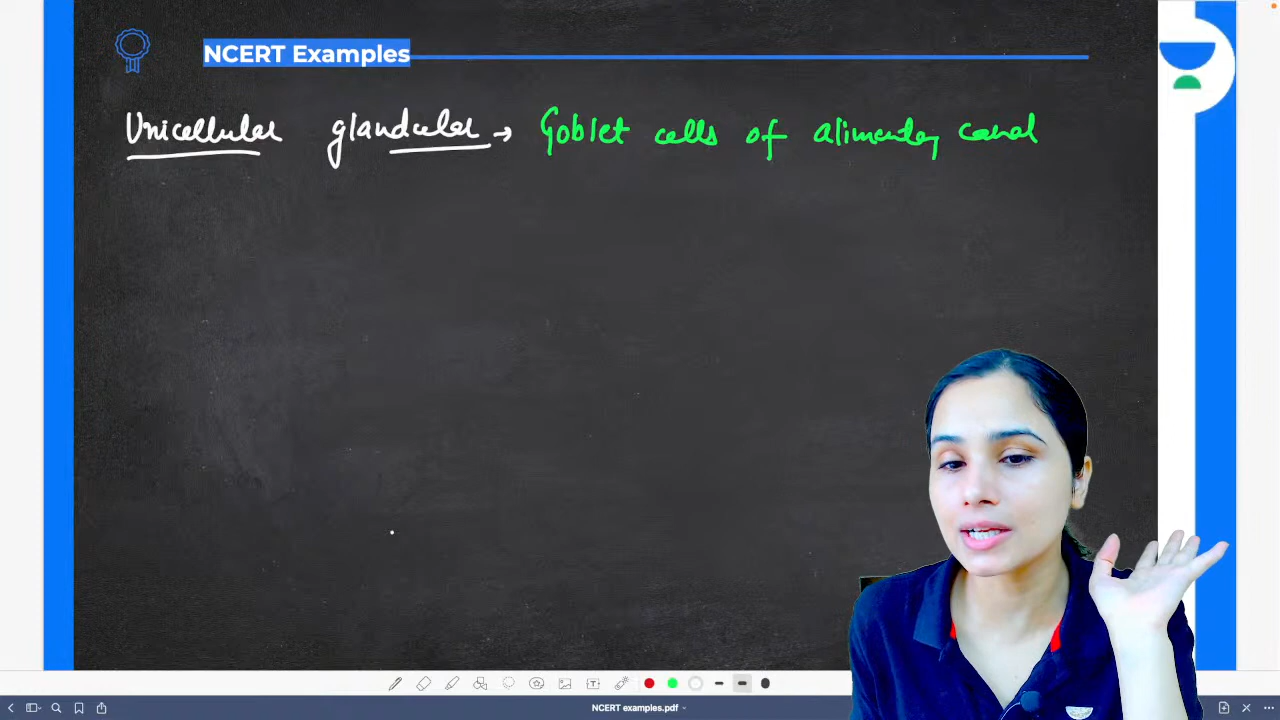 NCERT Examples
Unicellular glandular → Goblet cells of alimentary canal
NCERT examples.pdf